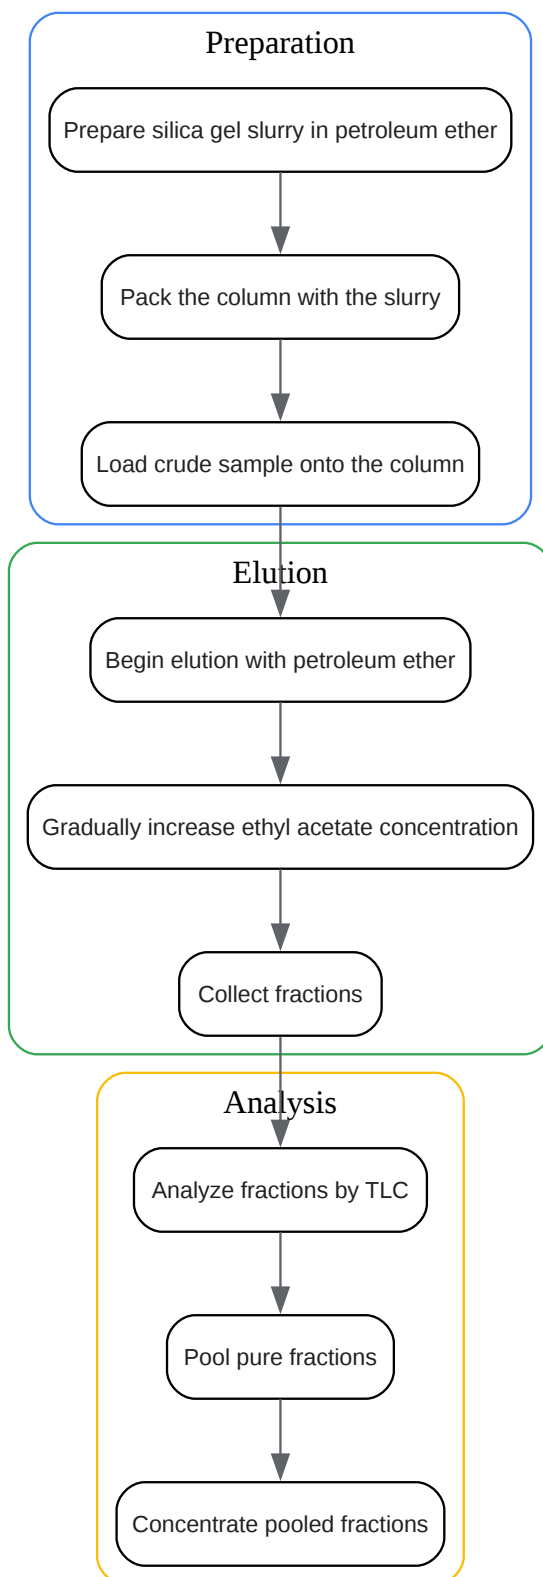 Preparation
Prepare silica gel slurry in petroleum ether
Pack the column with the slurry
Load crude sample onto the column
Elution
Begin elution with petroleum ether
Gradually increase ethyl acetate concentration
Collect fractions
Analysis
Analyze fractions by TLC
Pool pure fractions
Concentrate pooled fractions